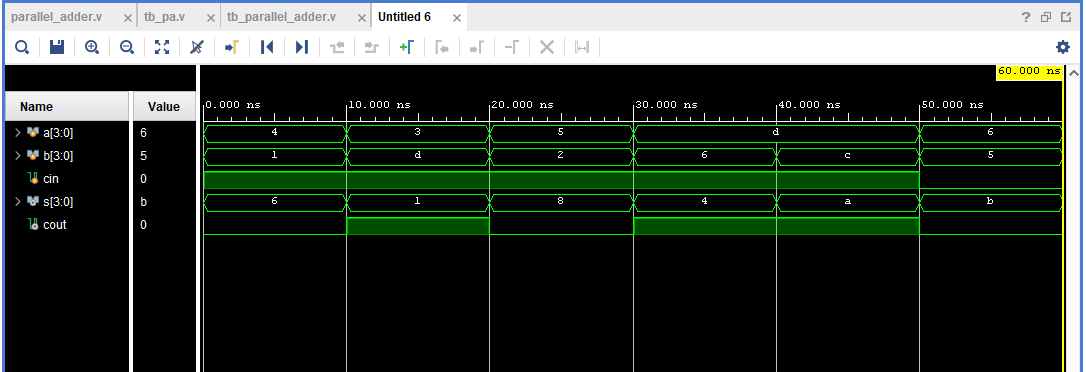 parallel_adder.v × tb_pa.v × tb_parallel_adder.v × Untitled 6 ×
60.000 ns
Name Value 0.000 ns 10.000 ns 20.000 ns 30.000 ns 40.000 ns 50.000 ns
a[3:0] 6 4 3 5 d 6
b[3:0] 5 1 d 2 6 c 5
cin 0
s[3:0] b 6 1 8 4 a b
cout 0